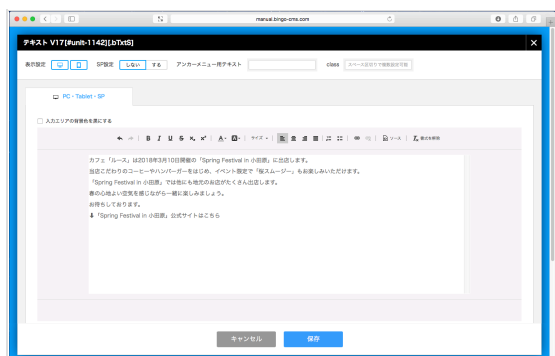 manual.bingo-cms.com
テキスト V17[#unit-1142][.bTxtS]
表示設定 SP設定 しない する アンカーメニュー用テキスト class スペース区切りで複数設定可能
PC・Tablet・SP
入力エリアの背景色を黒にする
B I U S x, x² A- サイズ ソース Tx 書式を解除
カフェ「ルース」は2018年3月10日開催の「Spring Festival in 小田原」に出店します。
当店こだわりのコーヒーやハンバーガーをはじめ、イベント限定で「桜スムージー」もお楽しみいただけます。
「Spring Festival in 小田原」では他にも地元のお店がたくさん出店します。
春の心地よい空気を感じながら一緒に楽しみましょう。
お待ちしております。
⬇「Spring Festival in 小田原」公式サイトはこちら
キャンセル 保存